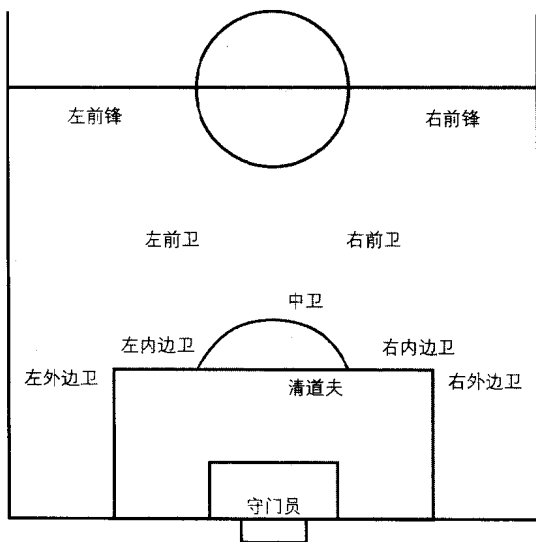 左前锋
右前锋
左前卫
右前卫
中卫
左内边卫
右内边卫
左外边卫
右外边卫
清道夫
守门员